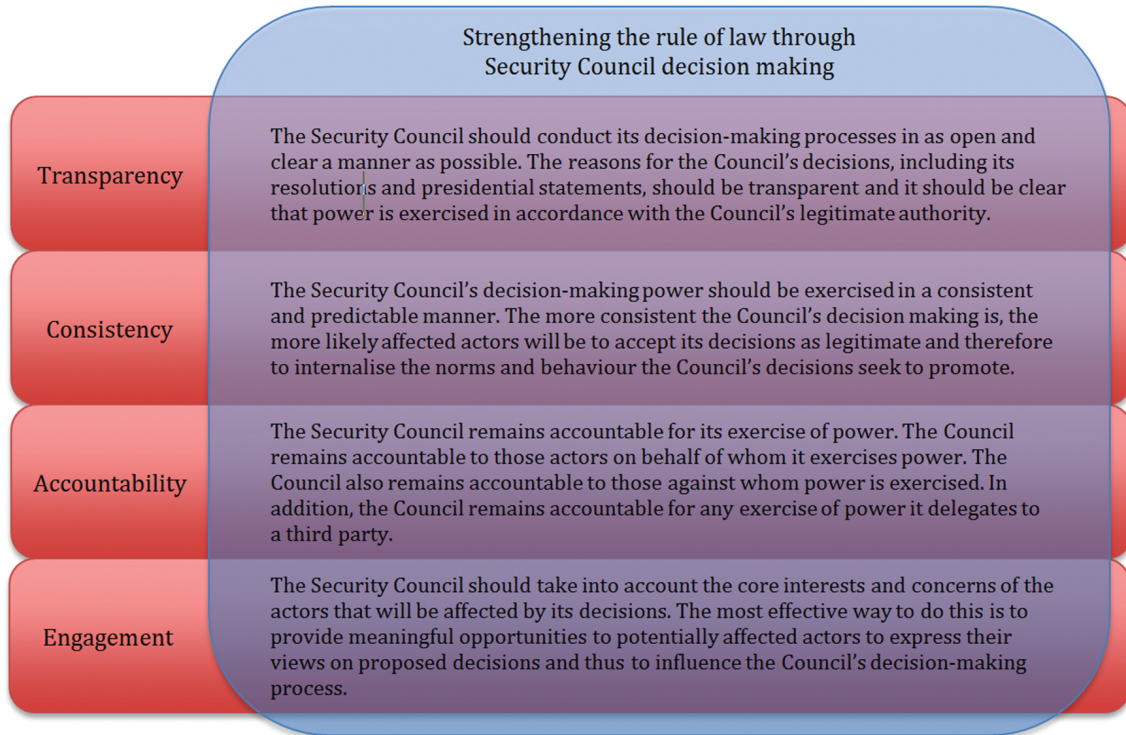 Strengthening the rule of law through
Security Council decision making
Transparency
The Security Council should conduct its decision-making processes in as open and
clear a manner as possible. The reasons for the Council's decisions, including its
resolutions and presidential statements, should be transparent and it should be clear
that power is exercised in accordance with the Council's legitimate authority.
Consistency
The Security Council's decision-making power should be exercised in a consistent
and predictable manner. The more consistent the Council's decision making is, the
more likely affected actors will be to accept its decisions as legitimate and therefore
to internalise the norms and behaviour the Council's decisions seek to promote.
Accountability
The Security Council remains accountable for its exercise of power. The Council
remains accountable to those actors on behalf of whom it exercises power. The
Council also remains accountable to those against whom power is exercised. In
addition, the Council remains accountable for any exercise of power it delegates to
a third party.
Engagement
The Security Council should take into account the core interests and concerns of the
actors that will be affected by its decisions. The most effective way to do this is to
provide meaningful opportunities to potentially affected actors to express their
views on proposed decisions and thus to influence the Council's decision-making
process.